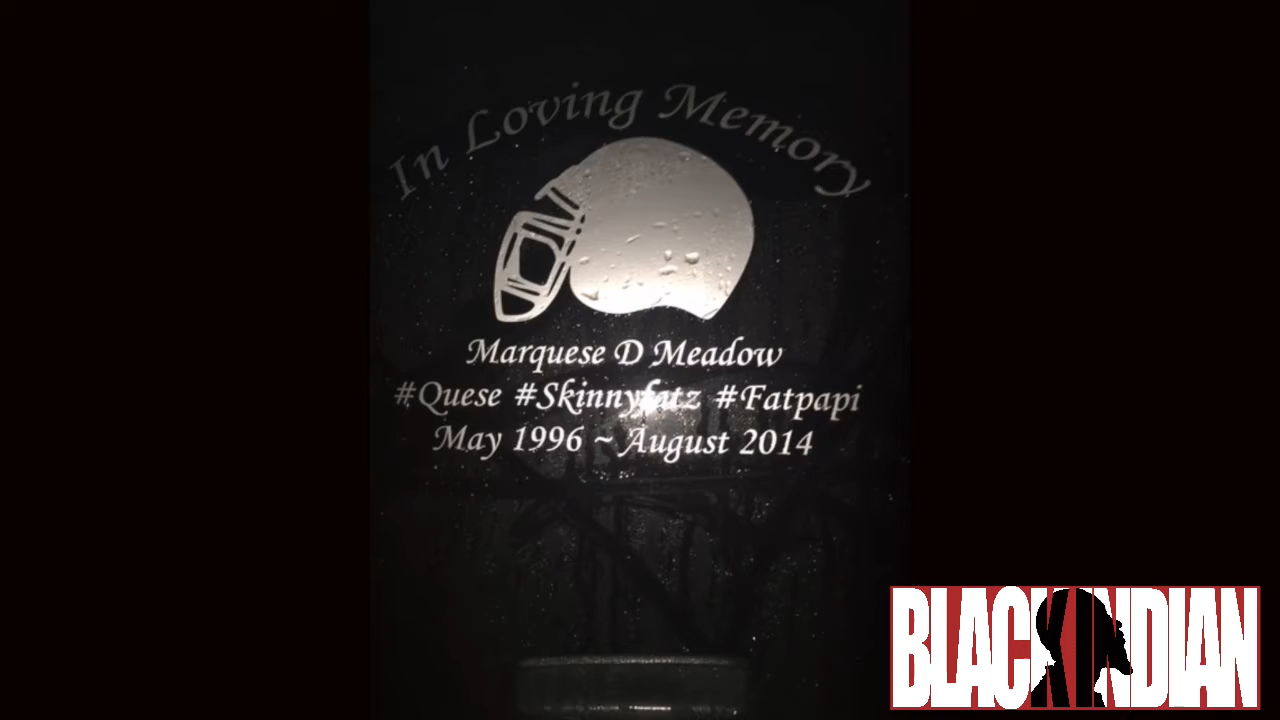 In Loving Memory
Marquese D Meadow
#Quese #Skinnyfatz #Fatpapi
May 1996 ~ August 2014
BLACKINDIAN